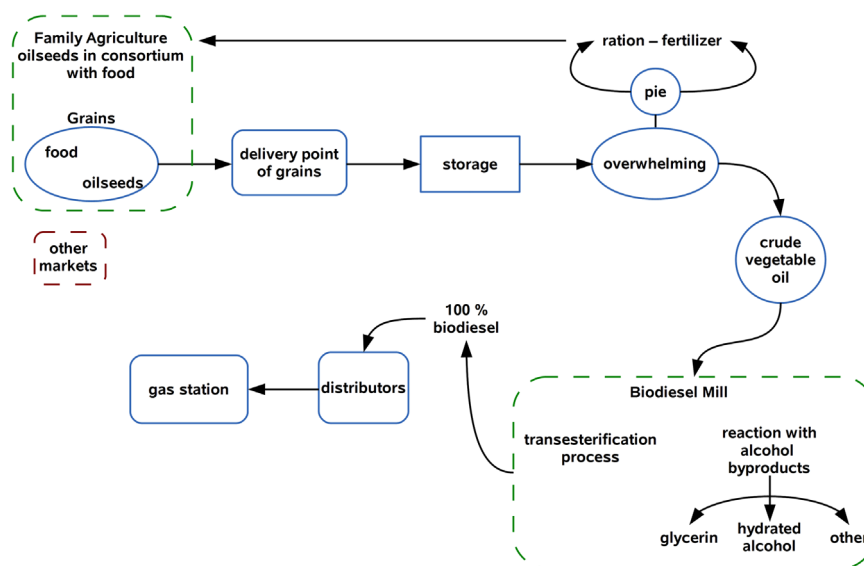 Family Agriculture
oilseeds in consortium
with food
ration – fertilizer
pie
Grains
food
oilseeds
delivery point
of grains
storage
overwhelming
other
markets
crude
vegetable
oil
100 %
biodiesel
gas station
distributors
Biodiesel Mill
transesterification
process
reaction with
alcohol
byproducts
glycerin
hydrated
alcohol
other